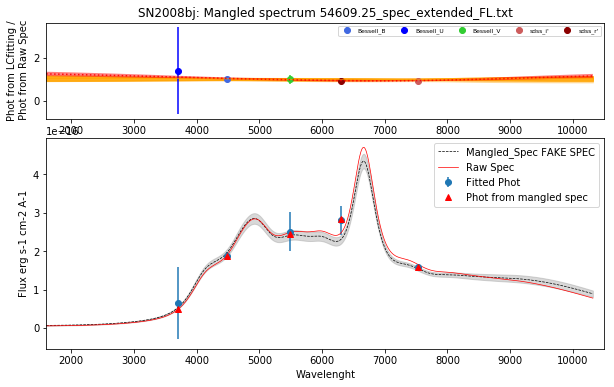 SN2008bj: Mangled spectrum 54609.25_spec_extended_FL.txt
Phot from LCfitting /
Phot from Raw Spec
Bessell_B Bessell_U Bessell_V sdss_i' sdss_r'
2
0
2000 3000 4000 5000 6000 7000 8000 9000 10000
1e−16
Mangled_Spec FAKE SPEC
Raw Spec
Fitted Phot
Phot from mangled spec
Flux erg s-1 cm-2 A-1
4
3
2
1
0
2000 3000 4000 5000 6000 7000 8000 9000 10000
Wavelenght